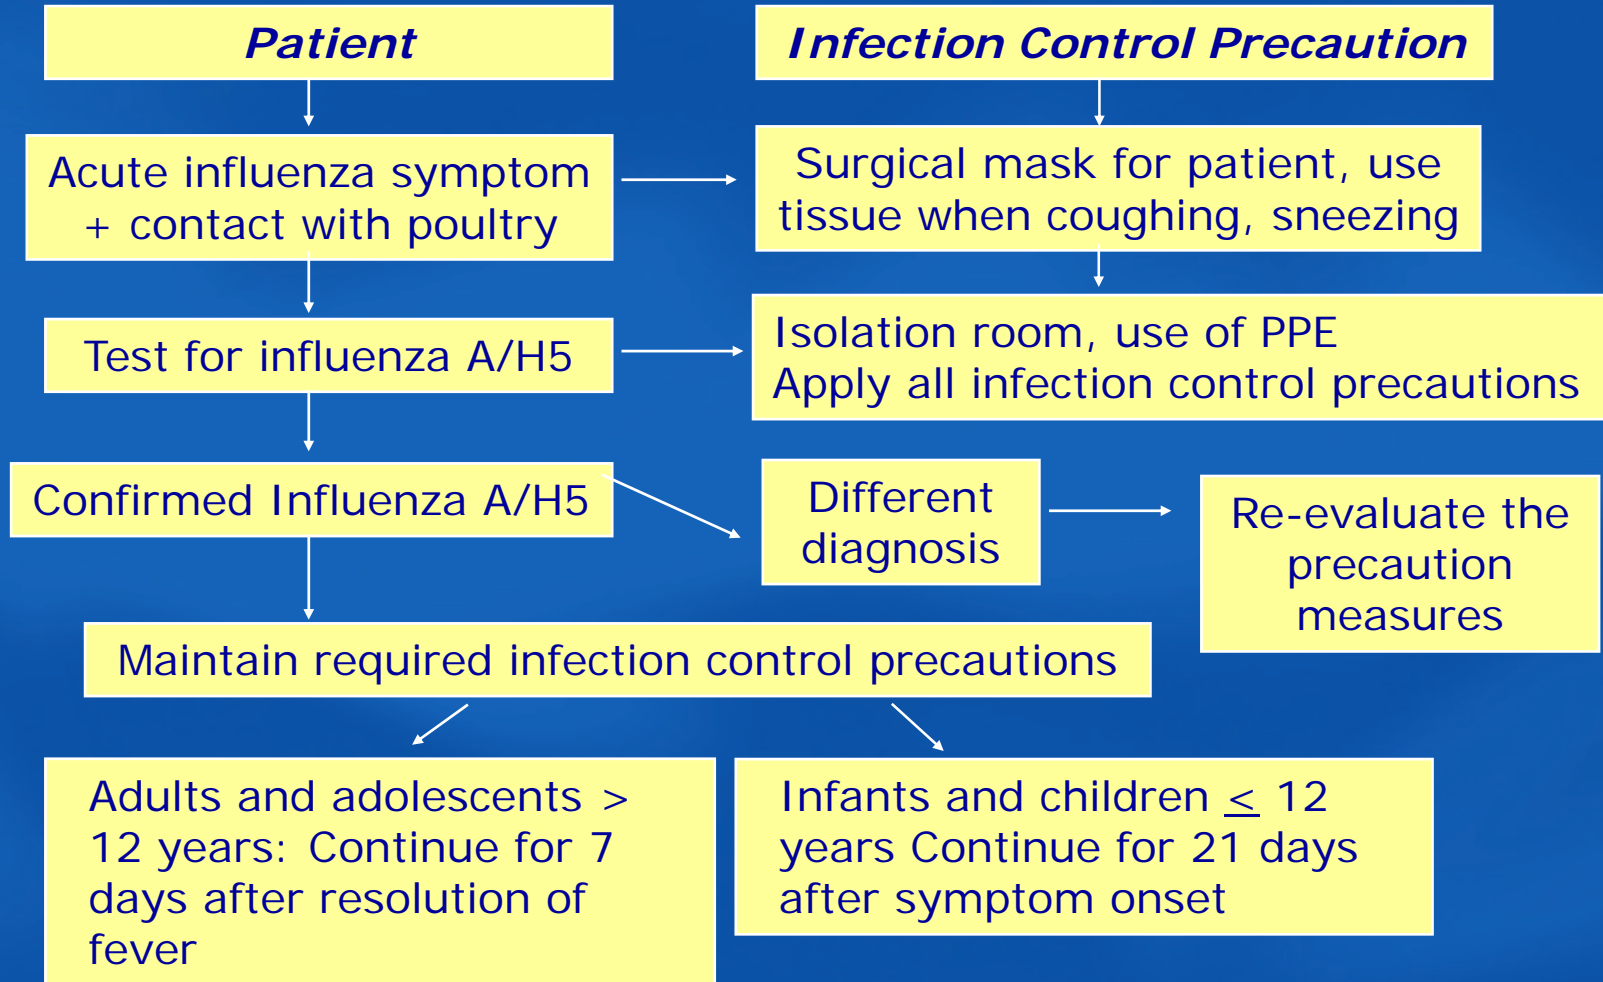 Patient
Infection Control Precaution
Acute influenza symptom
+ contact with poultry
Surgical mask for patient, use
tissue when coughing, sneezing
Test for influenza A/H5
Isolation room, use of PPE
Apply all infection control precautions
Confirmed Influenza A/H5
Different
diagnosis
Re-evaluate the
precaution
measures
Maintain required infection control precautions
Adults and adolescents >
12 years: Continue for 7
days after resolution of
fever
Infants and children ≤ 12
years Continue for 21 days
after symptom onset